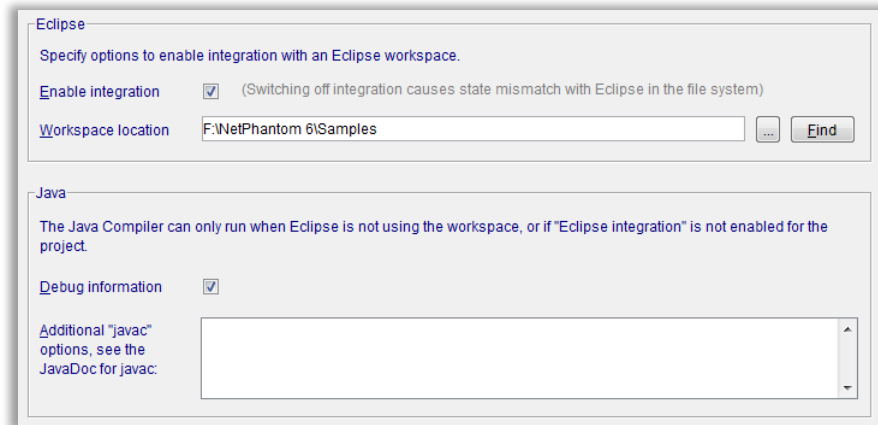 Eclipse
Specify options to enable integration with an Eclipse workspace.
Enable integration (Switching off integration causes state mismatch with Eclipse in the file system)
Workspace location F:\NetPhantom 6\Samples ... Find
Java
The Java Compiler can only run when Eclipse is not using the workspace, or if "Eclipse integration" is not enabled for the
project.
Debug information
Additional "javac"
options, see the
JavaDoc for javac: